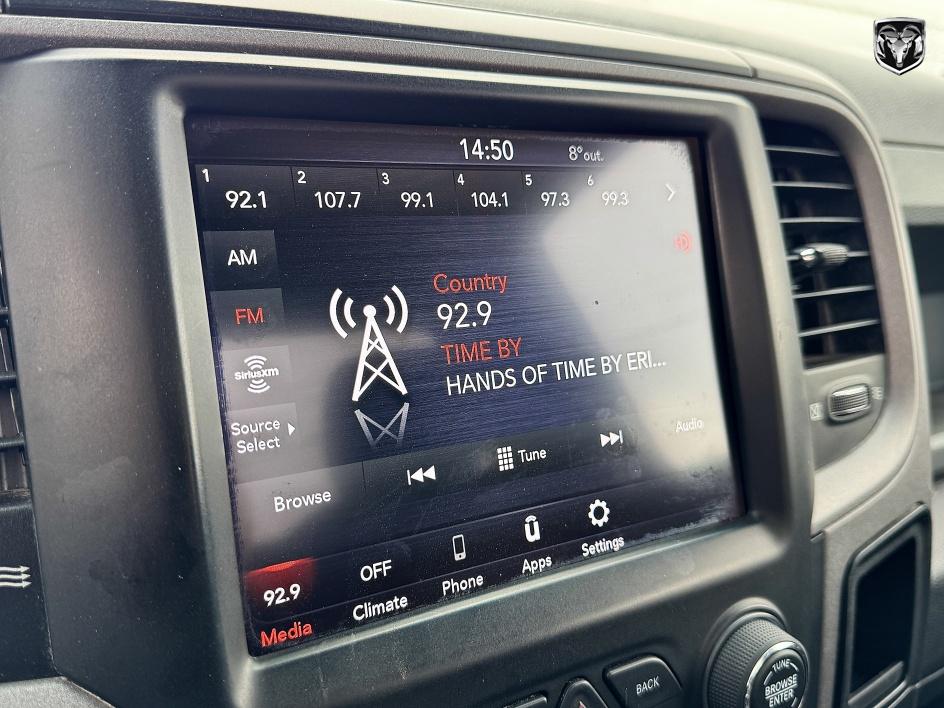 14:50 8° out.
1 92.1 2 107.7 3 99.1 4 104.1 5 97.3 6 99.3
AM
FM
SiriusXM
Source
Select
Country
92.9
TIME BY
HANDS OF TIME BY ERI...
Audio
Tune
Browse
92.9
Media
OFF
Climate
Phone
Apps
Settings
BACK
TUNE
BROWSE
ENTER